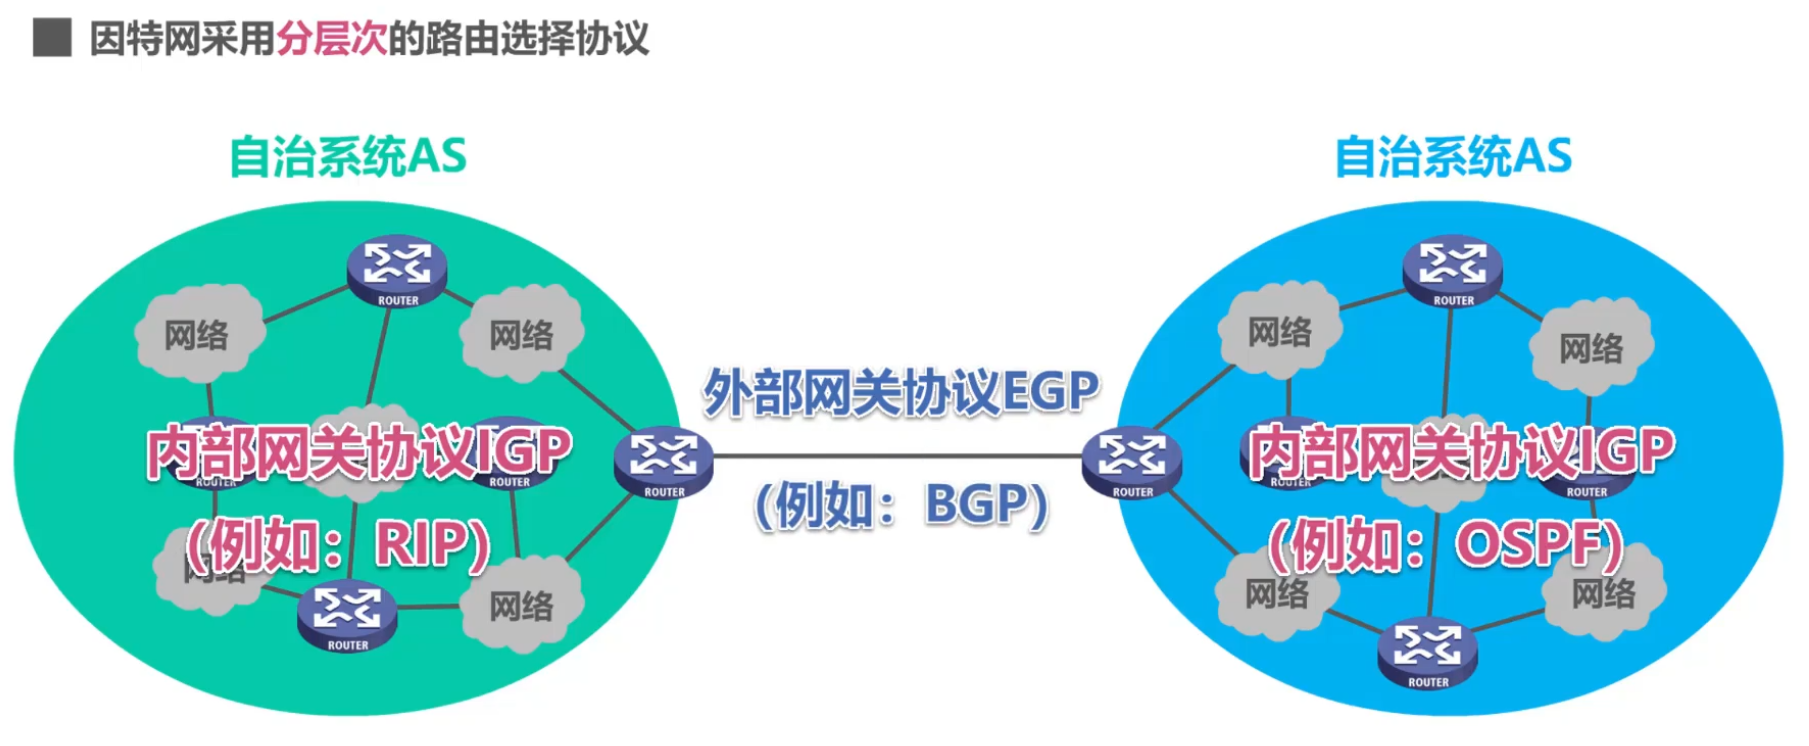 因特网采用分层次的路由选择协议
自治系统AS
自治系统AS
ROUTER
网络
网络
ROUTER
网络
网络
外部网关协议EGP
(例如：BGP)
内部网关协议IGP
(例如：RIP)
ROUTER
ROUTER
ROUTER
网络
网络
ROUTER
内部网关协议IGP
(例如：OSPF)
ROUTER
ROUTER
ROUTER
网络
网络
ROUTER